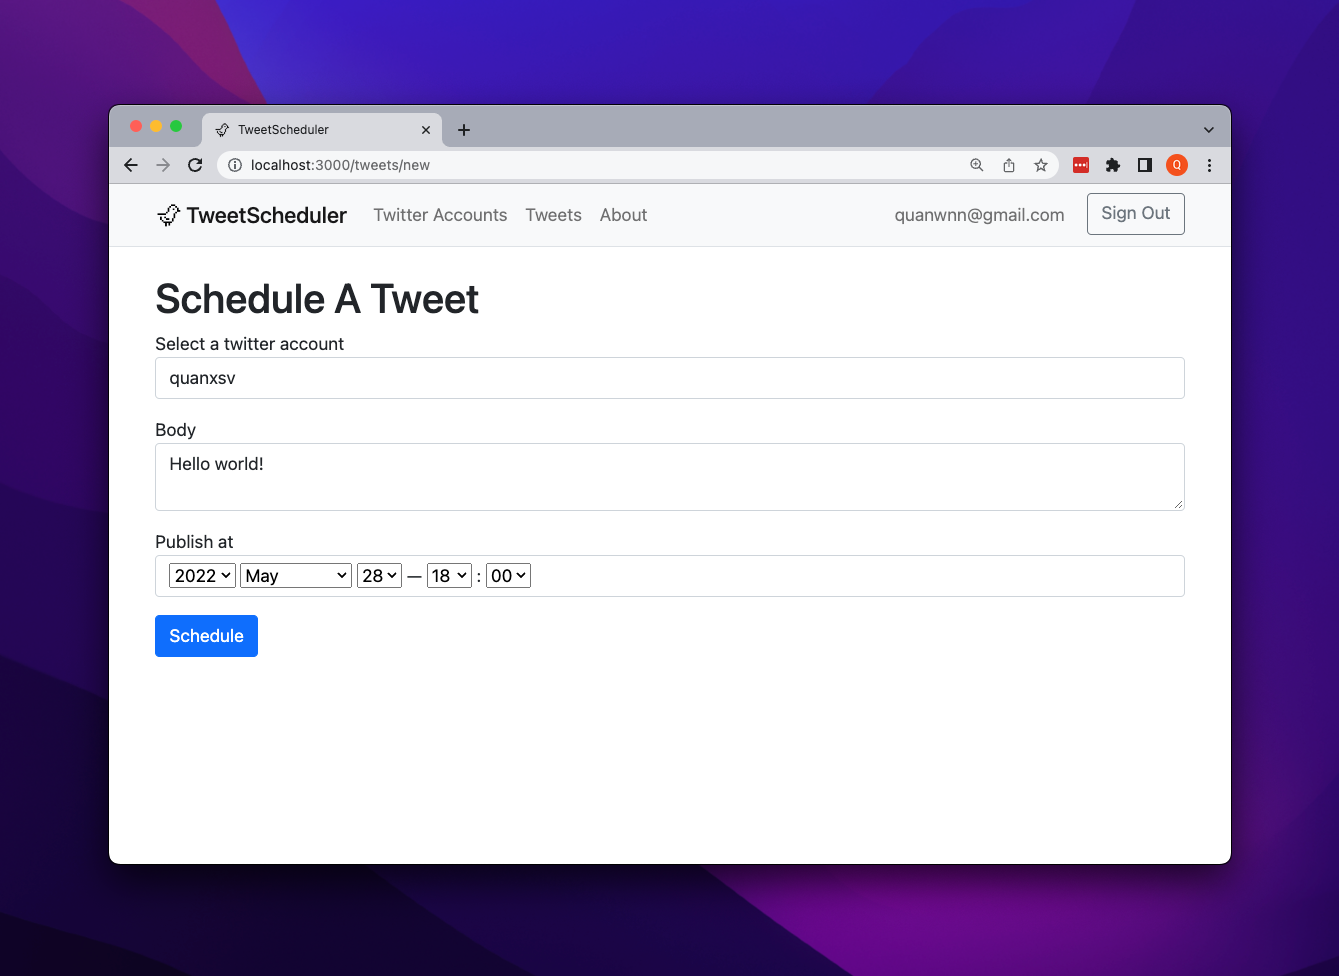 TweetScheduler
localhost:3000/tweets/new
Q
TweetScheduler Twitter Accounts Tweets About quanwnn@gmail.com Sign Out
Schedule A Tweet
Select a twitter account
quanxsv
Body
Hello world!
Publish at
2022 May 28 — 18 : 00
Schedule